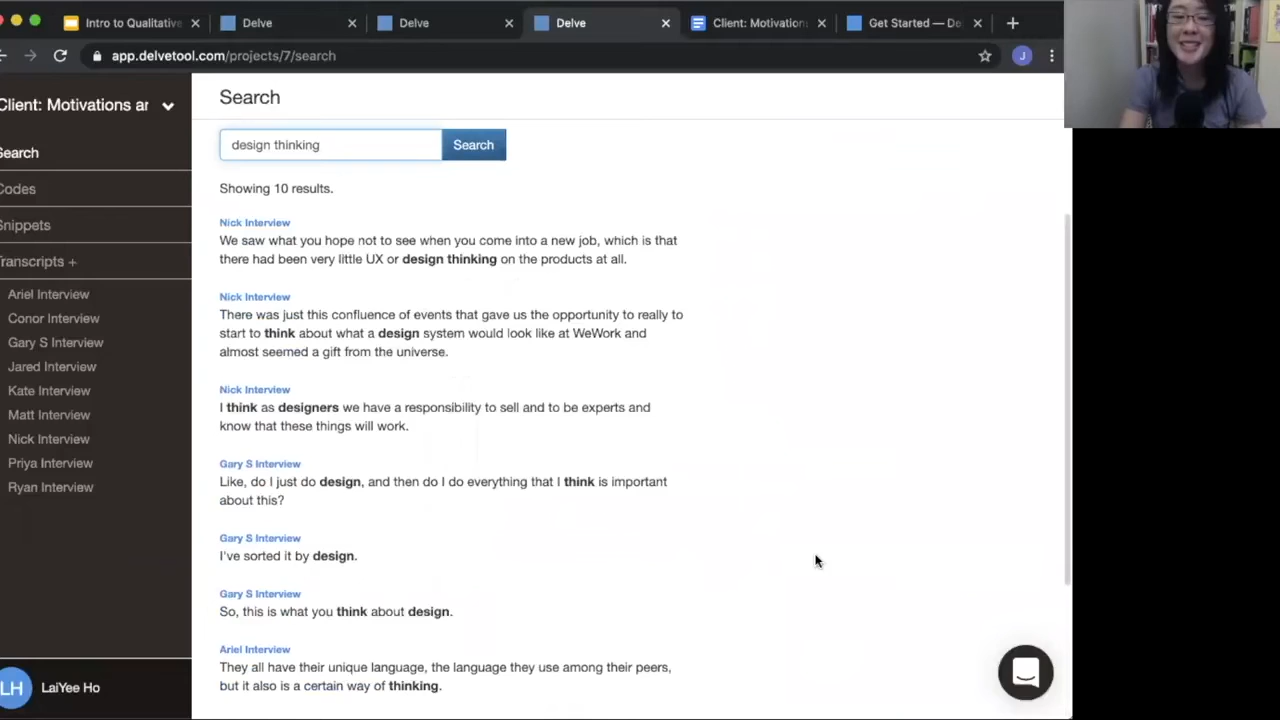 Intro to Qualitative
Delve
Delve
Delve
Client: Motivations
Get Started — De
app.delvetool.com/projects/7/search
J
Client: Motivations ar
Search
Codes
Snippets
Transcripts +
Ariel Interview
Conor Interview
Gary S Interview
Jared Interview
Kate Interview
Matt Interview
Nick Interview
Priya Interview
Ryan Interview
LH
LaiYee Ho
Search
design thinking
Search
Showing 10 results.
Nick Interview
We saw what you hope not to see when you come into a new job, which is that
there had been very little UX or design thinking on the products at all.
Nick Interview
There was just this confluence of events that gave us the opportunity to really to
start to think about what a design system would look like at WeWork and
almost seemed a gift from the universe.
Nick Interview
I think as designers we have a responsibility to sell and to be experts and
know that these things will work.
Gary S Interview
Like, do I just do design, and then do I do everything that I think is important
about this?
Gary S Interview
I've sorted it by design.
Gary S Interview
So, this is what you think about design.
Ariel Interview
They all have their unique language, the language they use among their peers,
but it also is a certain way of thinking.